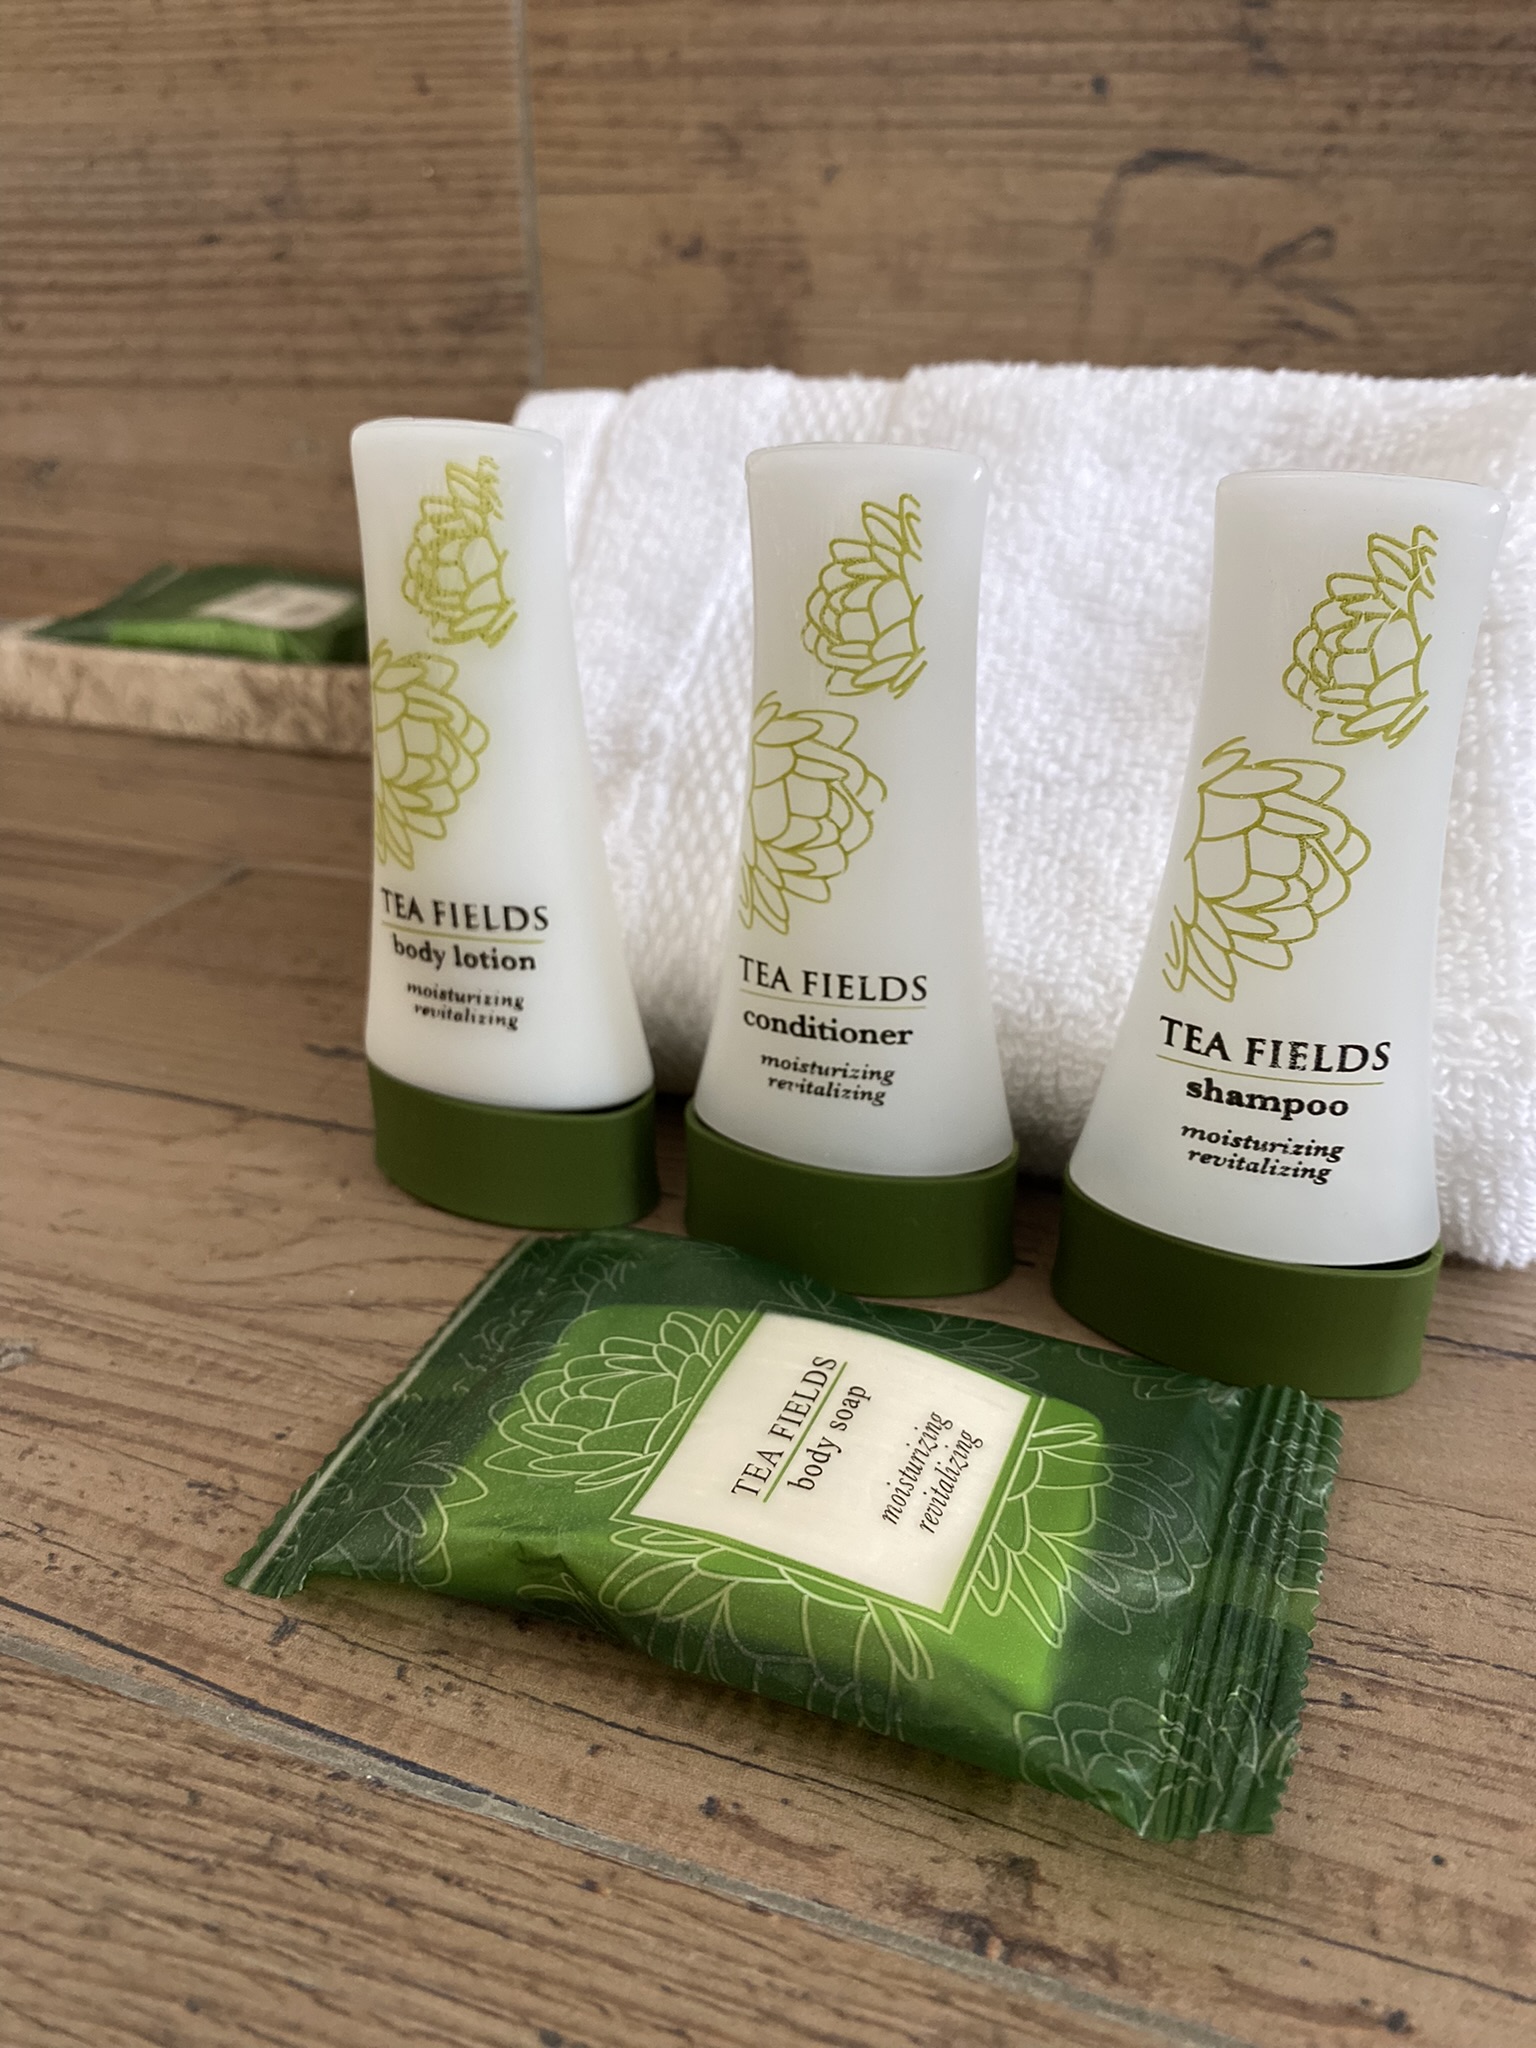 TEA FIELDS
body lotion
moisturizing
revitalizing
TEA FIELDS
conditioner
moisturizing
revitalizing
TEA FIELDS
shampoo
moisturizing
revitalizing
TEA FIELDS
body soap
moisturizing
revitalizing